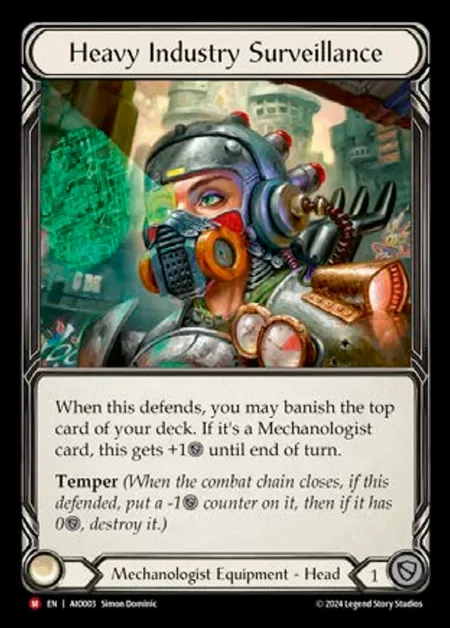 Heavy Industry Surveillance
When this defends, you may banish the top
card of your deck. If it's a Mechanologist
card, this gets +1 until end of turn.
Temper (When the combat chain closes, if this
defended, put a -1 counter on it, then if it has
0, destroy it.)
Mechanologist Equipment - Head
1
M EN | AIO003 Simon Dominic
© 2024 Legend Story Studios